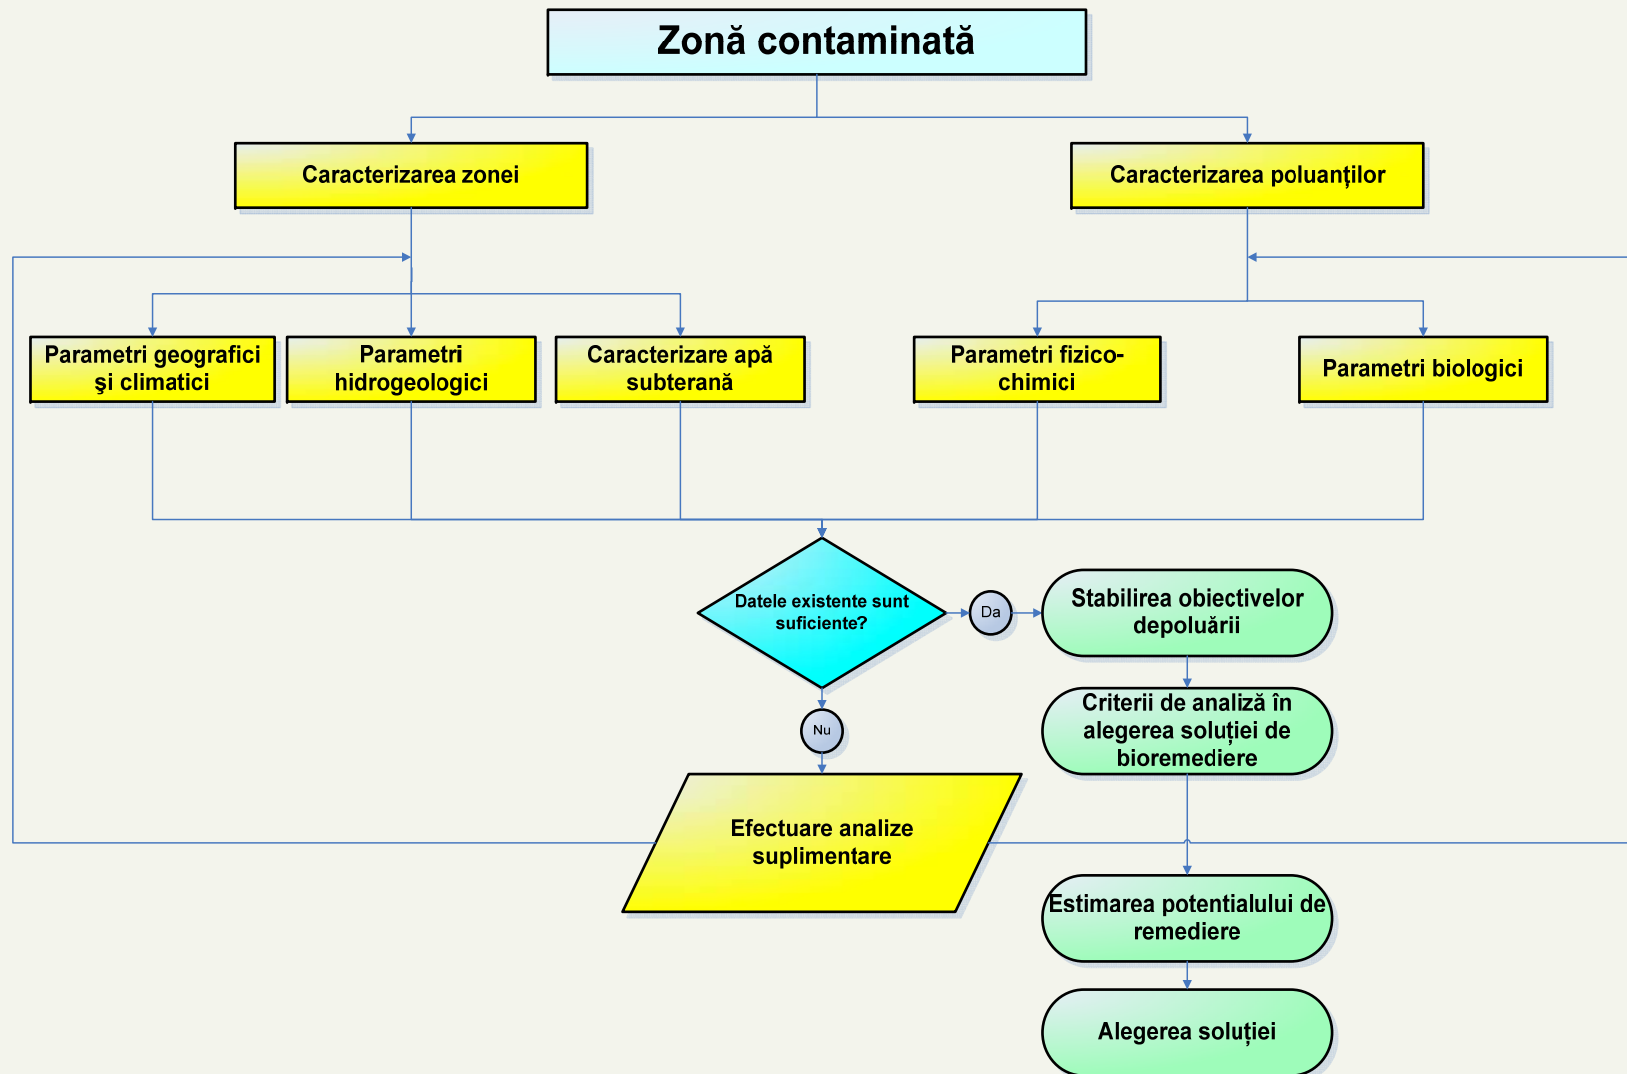 Zonă contaminată
Caracterizarea zonei
Caracterizarea poluanților
Parametri geografici
şi climatici
Parametri
hidrogeologici
Caracterizare apă
subterană
Parametri fizico-
chimici
Parametri biologici
Datele existente sunt
suficiente?
Da
Stabilirea obiectivelor
depoluării
Nu
Criterii de analiză în
alegerea soluției de
bioremediere
Efectuare analize
suplimentare
Estimarea potentialului de
remediere
Alegerea soluției